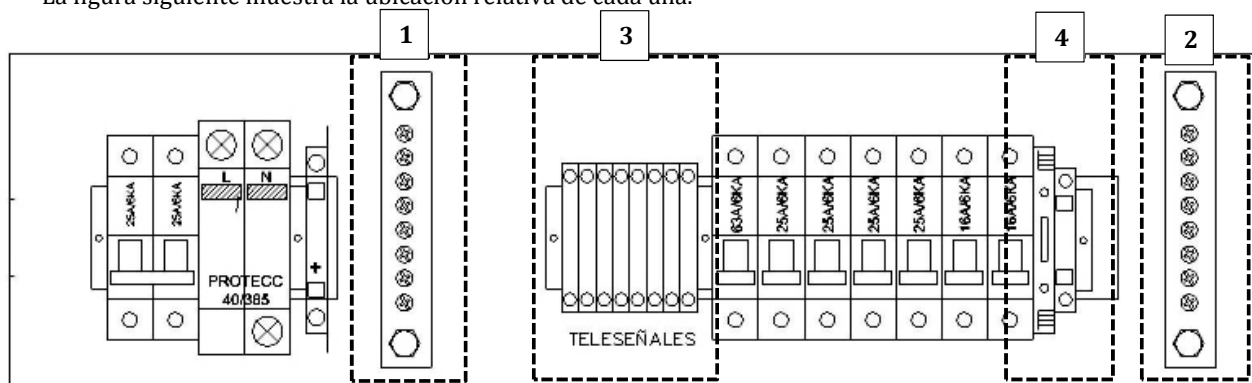 La figura siguiente muestra la ubicación relativa de cada una.
1
3
4
2
L N
25A/6KA
25A/6KA
+
PROTECC
40/385
63A/6KA
25A/6KA
25A/6KA
25A/6KA
25A/6KA
16A/6KA
16A/6KA
TELESEÑALES